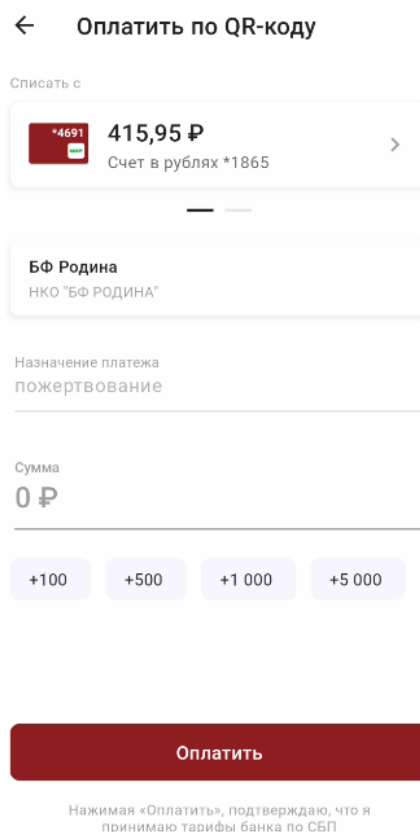 Оплатить по QR-коду
Списать с
*4691
МИР
415,95 ₽
Счет в рублях *1865
БФ Родина
НКО "БФ РОДИНА"
Назначение платежа
пожертвование
Сумма
0 ₽
+100 +500 +1 000 +5 000
Оплатить
Нажимая «Оплатить», подтверждаю, что я
принимаю тарифы банка по СБП